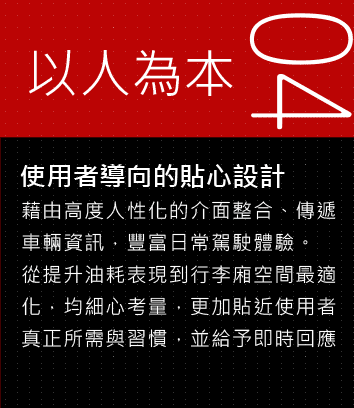 04
以人為本
使用者導向的貼心設計
藉由高度人性化的介面整合、傳遞
車輛資訊，豐富日常駕駛體驗。
從提升油耗表現到行李廂空間最適
化，均細心考量，更加貼近使用者
真正所需與習慣，並給予即時回應